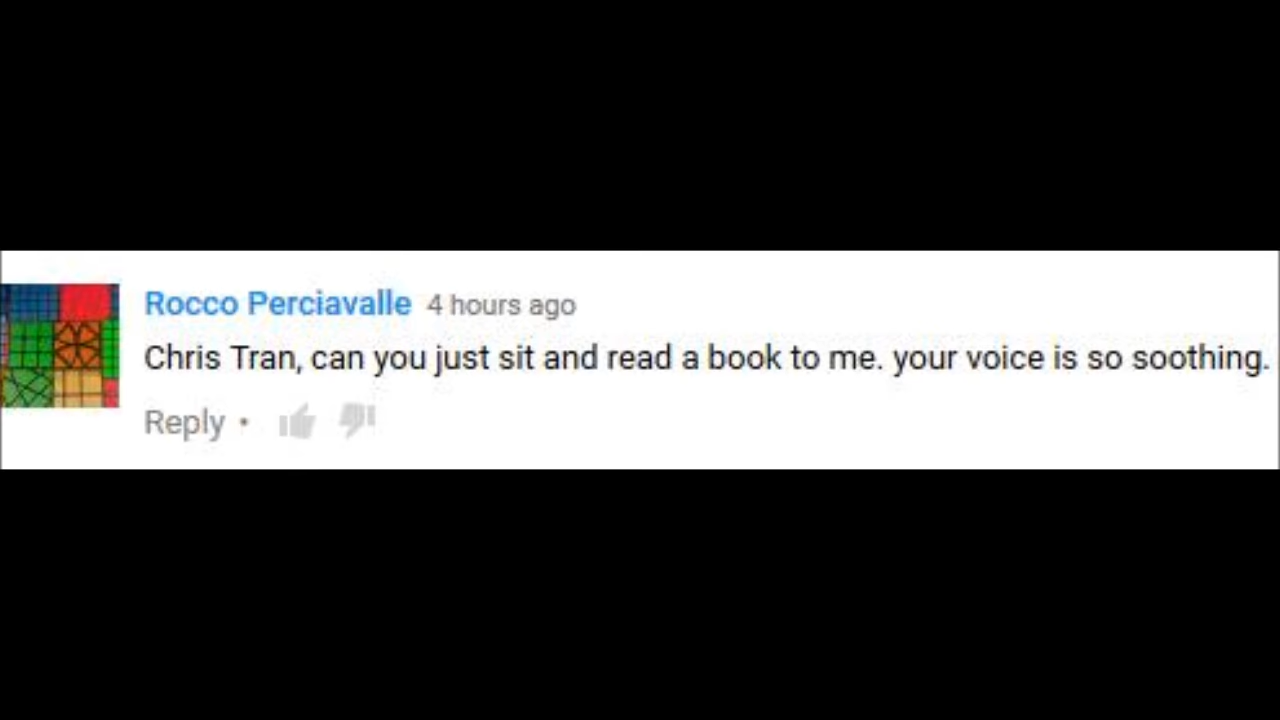 Rocco Perciavalle 4 hours ago
Chris Tran, can you just sit and read a book to me. your voice is so soothing.
Reply •